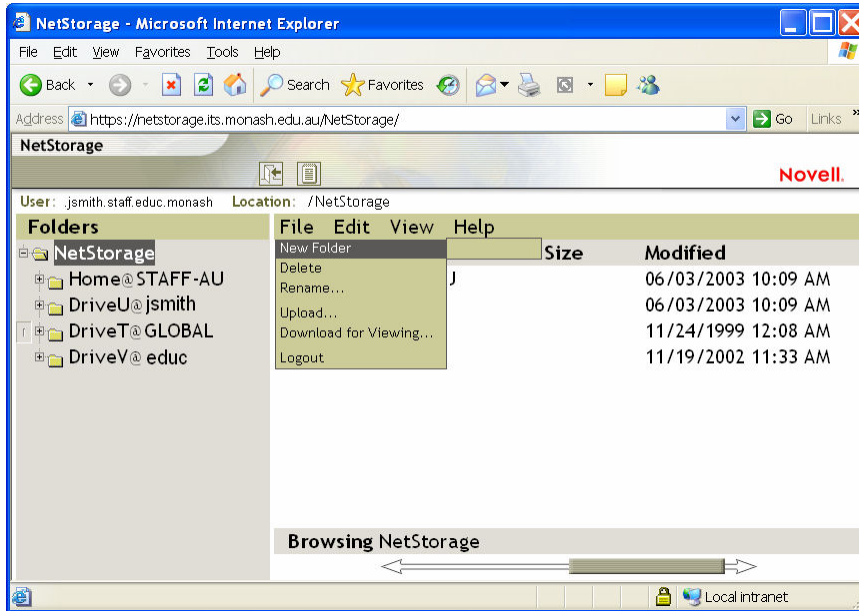 NetStorage - Microsoft Internet Explorer
File Edit View Favorites Tools Help
Back Search Favorites
Address https://netstorage.its.monash.edu.au/NetStorage/ Go Links »
NetStorage
Novell.
User: .jsmith.staff.educ.monash Location: /NetStorage
Folders
NetStorage
Home@STAFF-AU
DriveU@jsmith
DriveT@GLOBAL
DriveV@educ
File Edit View Help
New Folder
Delete
Rename...
Upload...
Download for Viewing...
Logout
Size Modified
06/03/2003 10:09 AM
06/03/2003 10:09 AM
11/24/1999 12:08 AM
11/19/2002 11:33 AM
Browsing NetStorage
Local intranet